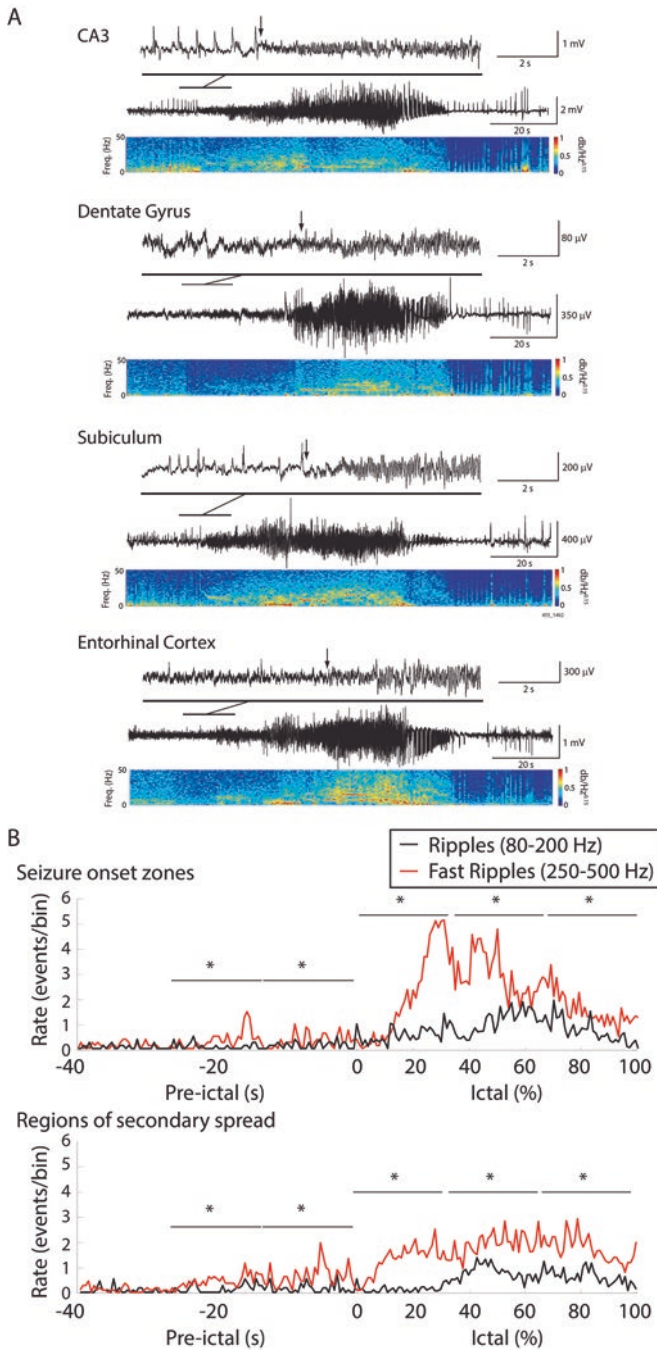 A
CA3
1 mV
2 s
2 mV
20 s
50
Freq. (Hz)
0
1
0.5
0
Dentate Gyrus
80 µV
2 s
350 µV
20 s
50
Freq. (Hz)
0
1
0.5
0
Subiculum
200 µV
2 s
400 µV
20 s
50
Freq. (Hz)
0
1
0.5
0
Entorhinal Cortex
300 µV
2 s
1 mV
20 s
50
Freq. (Hz)
0
1
0.5
0
B
Ripples (80-200 Hz)
Fast Ripples (250-500 Hz)
Seizure onset zones
Rate (events/bin)
6
5
4
3
2
1
0
* * * * *
-40 -20 0 20 40 60 80 100
Pre-ictal (s) Ictal (%)
Regions of secondary spread
Rate (events/bin)
6
5
4
3
2
1
0
* * * * *
-40 -20 0 20 40 60 80 100
Pre-ictal (s) Ictal (%)